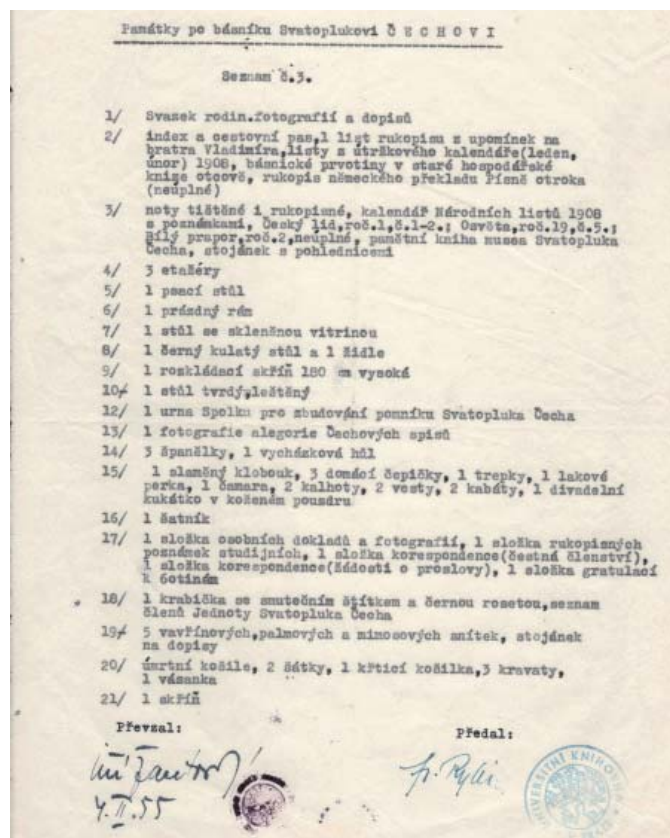 Památky po básníku Svatoplukovi Č E C H O V I
Seznam č.3.
1/ Svazek rodin.fotografií a dopisů
2/ index a cestovní pas,1 list rukopisu z upomínek na
bratra Vladimíra,listy z útržkového kalendáře(leden,
únor) 1908, básnické prvotiny v staré hospodářské
knize otcově, rukopis německého překladu Písně otroka
(neúplné)
3/ noty tištěné i rukopisné, kalendář Národních listů 1908
s poznámkami, Český lid,roč.1,č.1-2.; Osvěta,roč.19,č.5.;
Bílý prapor,roč.2,neúplné, pamětní kniha musea Svatopluka
Čecha, stojánek s pohlednicemi
4/ 3 etažéry
5/ 1 psací stůl
6/ 1 prázdný rám
7/ 1 stůl se skleněnou vitrinou
8/ 1 černý kulatý stůl a 1 židle
9/ 1 rozkládací skříň 180 cm vysoká
10/ 1 stůl tvrdý,leštěný
12/ 1 urna Spolku pro zbudování pomníku Svatopluka Čecha
13/ 1 fotografie alegorie Čechových spisů
14/ 3 španělky, 1 vycházková hůl
15/ 1 slaměný klobouk, 3 domácí čepičky, 1 trepky, 1 lakové
perka, 1 čamara, 2 kalhoty, 2 vesty, 2 kabáty, 1 divadelní
kukátko v koženém pouzdru
16/ 1 šatník
17/ 1 složka osobních dokladů a fotografií, 1 složka rukopisných
poznámek studijních, 1 složka korespondence(čestná členství),
1 složka korespondence(žádosti o proslovy), 1 složka gratulací
k 60tinám
18/ 1 krabička se smutečním štítkem a černou rosetou,seznam
členů Jednoty Svatopluka Čecha
19/ 5 vavřínových,palmových a mimosových snítek, stojánek
na dopisy
20/ úmrtní košile, 2 šátky, 1 křticí košilka,3 kravaty,
1 vázanka
21/ 1 skříň
Převzal: Předal:
4.II.55
UNIVERSITNÍ KNIHOVNA